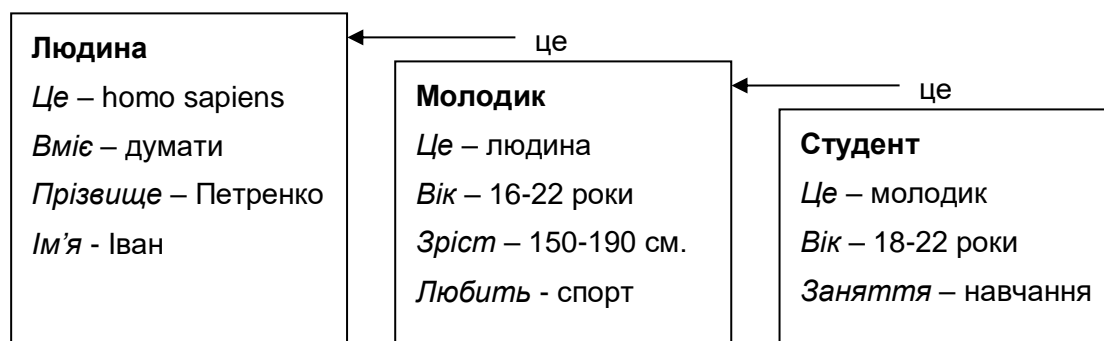 Людина
Це – homo sapiens
Вміє – думати
Прізвище – Петренко
Ім’я - Іван
це
Молодик
Це – людина
Вік – 16-22 роки
Зріст – 150-190 см.
Любить - спорт
це
Студент
Це – молодик
Вік – 18-22 роки
Заняття – навчання